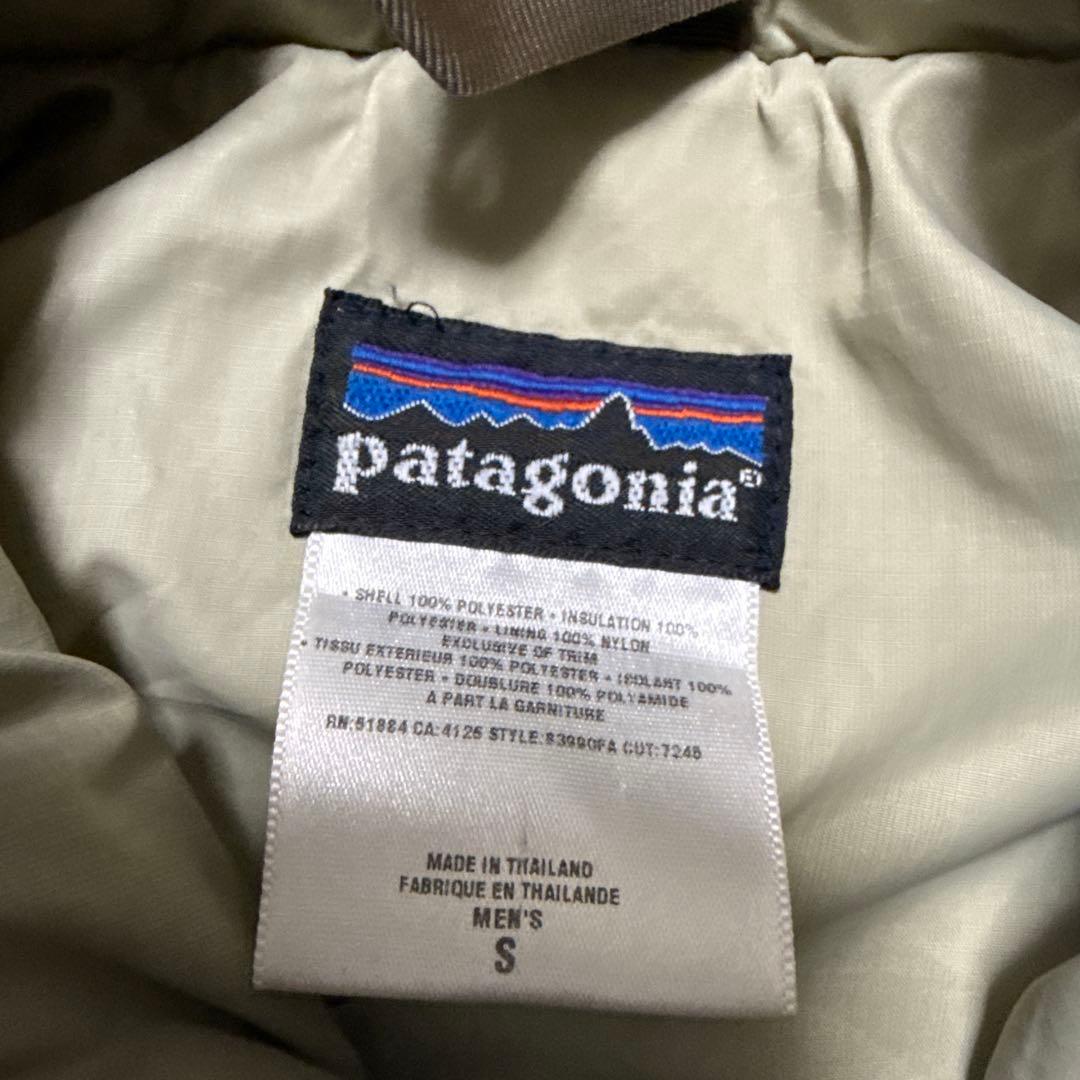 patagonia®
• SHELL 100% POLYESTER • INSULATION 100%
POLYESTER • LINING 100% NYLON
EXCLUSIVE OF TRIM
• TISSU EXTERIEUR 100% POLYESTER • ISOLANT 100%
POLYESTER • DOUBLURE 100% POLYAMIDE
A PART LA GARNITURE
RN:51884 CA:4125 STYLE:83990FA CUT:7245
MADE IN THAILAND
FABRIQUE EN THAILANDE
MEN'S
S